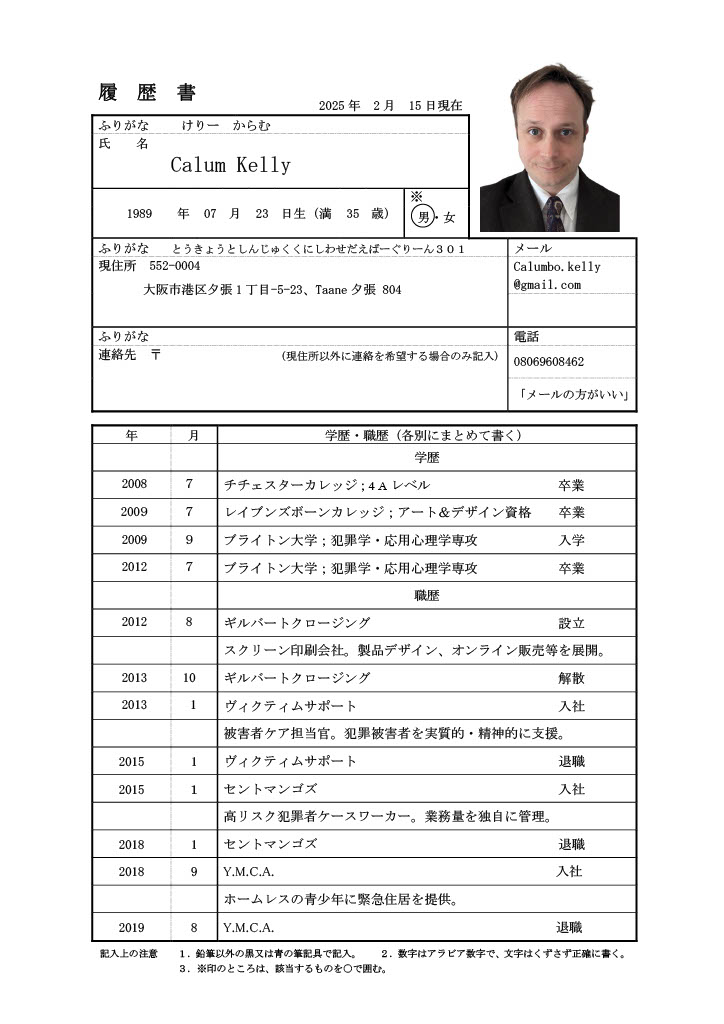 履 歴 書
2025 年 2 月 15 日現在
ふりがな けりー からむ
氏 名
Calum Kelly
1989 年 07 月 23 日生（満 35 歳）
※
男・女
ふりがな とうきょうとしんじゅくくにしわせだえばーぐりーん３０１
メール
現住所 552-0004
Calumbo.kelly
@gmail.com
大阪市港区夕張１丁目-5-23、Taane 夕張 804
ふりがな
電話
連絡先 〒 （現住所以外に連絡を希望する場合のみ記入）
08069608462
「メールの方がいい」
年 月 学歴・職歴（各別にまとめて書く）
学歴
2008 7 チチェスターカレッジ；4 A レベル 卒業
2009 7 レイブンズボーンカレッジ；アート＆デザイン資格 卒業
2009 9 ブライトン大学；犯罪学・応用心理学専攻 入学
2012 7 ブライトン大学；犯罪学・応用心理学専攻 卒業
職歴
2012 8 ギルバートクロージング 設立
スクリーン印刷会社。製品デザイン、オンライン販売等を展開。
2013 10 ギルバートクロージング 解散
2013 1 ヴィクティムサポート 入社
被害者ケア担当官。犯罪被害者を実質的・精神的に支援。
2015 1 ヴィクティムサポート 退職
2015 1 セントマンゴズ 入社
高リスク犯罪者ケースワーカー。業務量を独自に管理。
2018 1 セントマンゴズ 退職
2018 9 Y.M.C.A. 入社
ホームレスの青少年に緊急住居を提供。
2019 8 Y.M.C.A. 退職
記入上の注意 １．鉛筆以外の黒又は青の筆記具で記入。 ２．数字はアラビア数字で、文字はくずさず正確に書く。
３．※印のところは、該当するものを○で囲む。